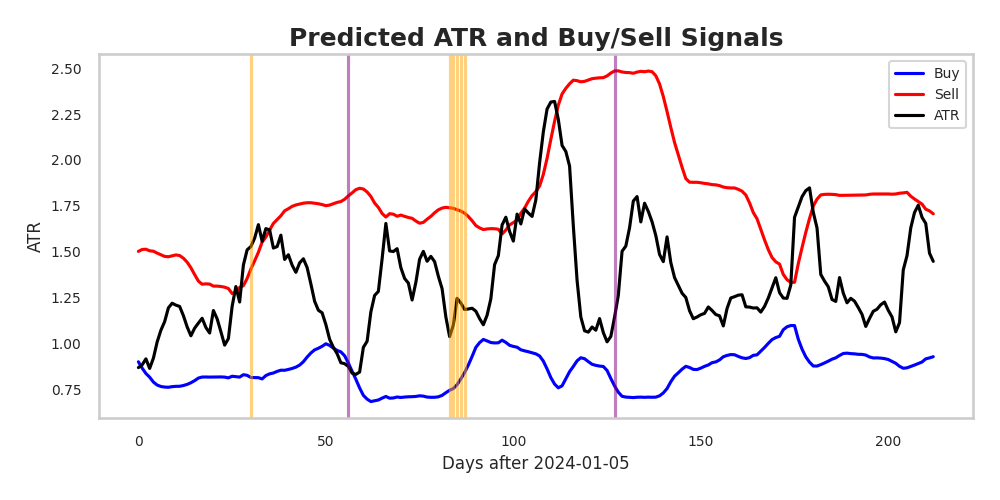 Predicted ATR and Buy/Sell Signals
2.50
2.25
2.00
1.75
1.50
1.25
1.00
0.75
ATR
0
50
100
150
200
Days after 2024-01-05
Buy
Sell
ATR